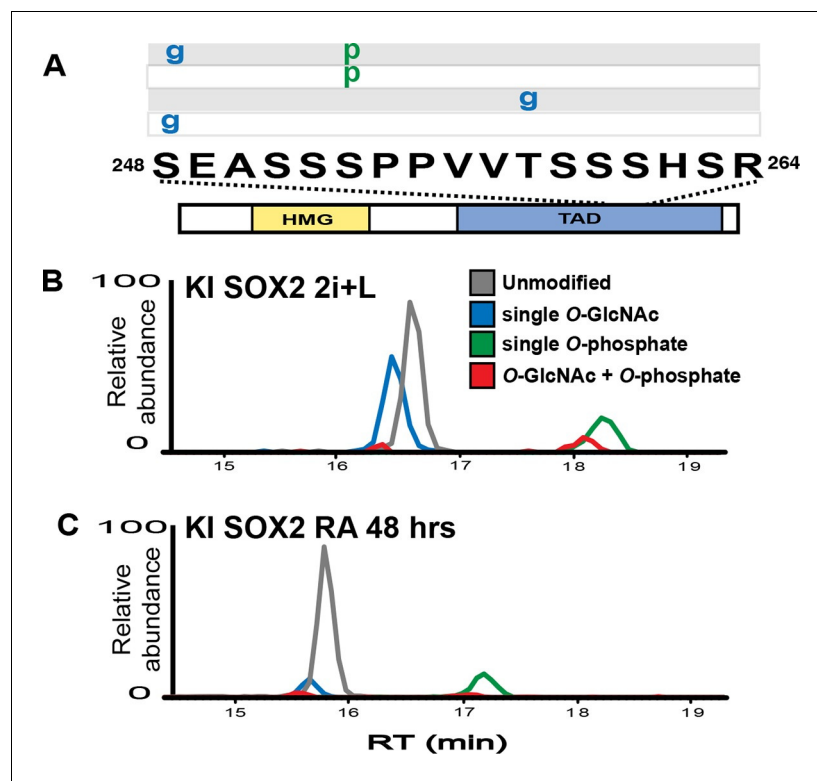 A
g p
p
g
g
248 SEASSSPPVVTSSSHSR 264
HMG TAD
B
100 KI SOX2 2i+L
Relative abundance
0
Unmodified
single O-GlcNAc
single O-phosphate
O-GlcNAc + O-phosphate
15 16 17 18 19
C
100 KI SOX2 RA 48 hrs
Relative abundance
0
15 16 17 18 19
RT (min)